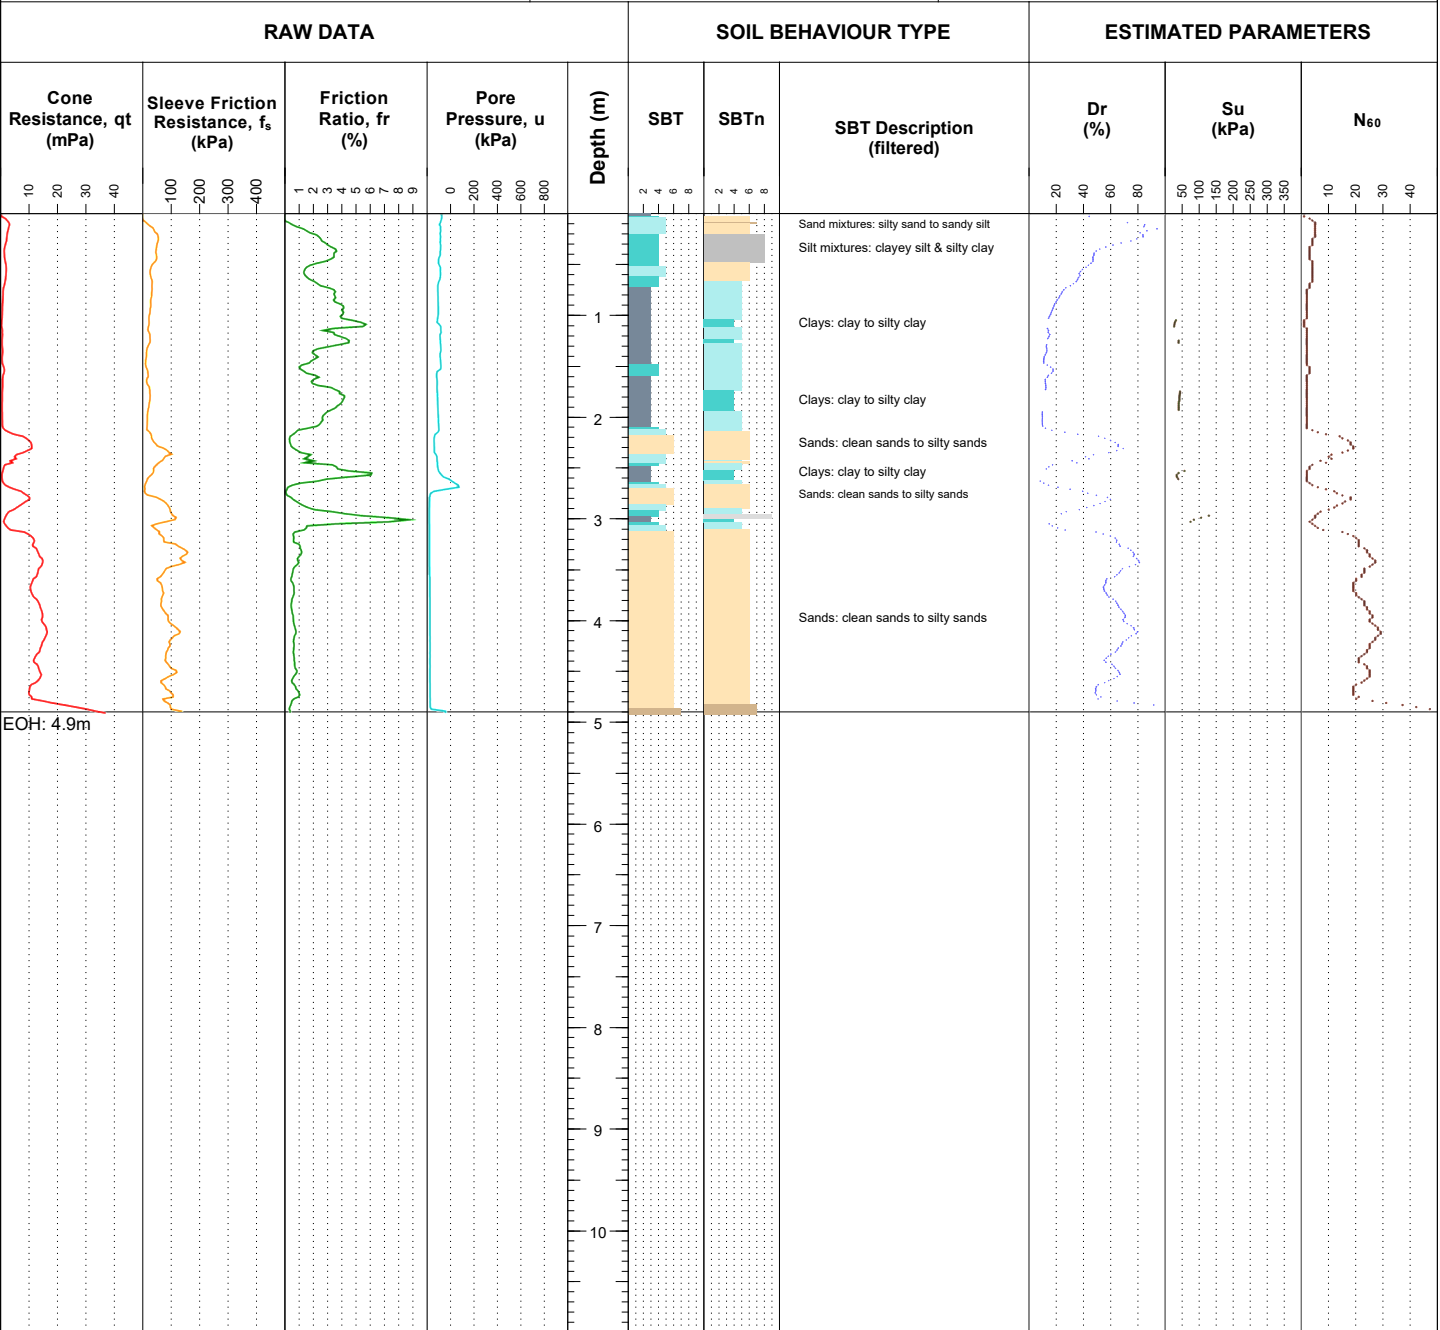 RAW DATA
SOIL BEHAVIOUR TYPE
ESTIMATED PARAMETERS
Cone
Resistance, qt
(mPa)
Sleeve Friction
Resistance, fs
(kPa)
Friction
Ratio, fr
(%)
Pore
Pressure, u
(kPa)
Depth (m)
SBT
SBTn
SBT Description
(filtered)
Dr
(%)
Su
(kPa)
N60
10 20 30 40
100 200 300 400
1 2 3 4 5 6 7 8 9
0 200 400 600 800
2 4 6 8
2 4 6 8
20 40 60 80
50 100 150 200 250 300 350
10 20 30 40
Sand mixtures: silty sand to sandy silt
Silt mixtures: clayey silt & silty clay
1
Clays: clay to silty clay
Clays: clay to silty clay
2
Sands: clean sands to silty sands
Clays: clay to silty clay
Sands: clean sands to silty sands
3
Sands: clean sands to silty sands
4
EOH: 4.9m
5
6
7
8
9
10